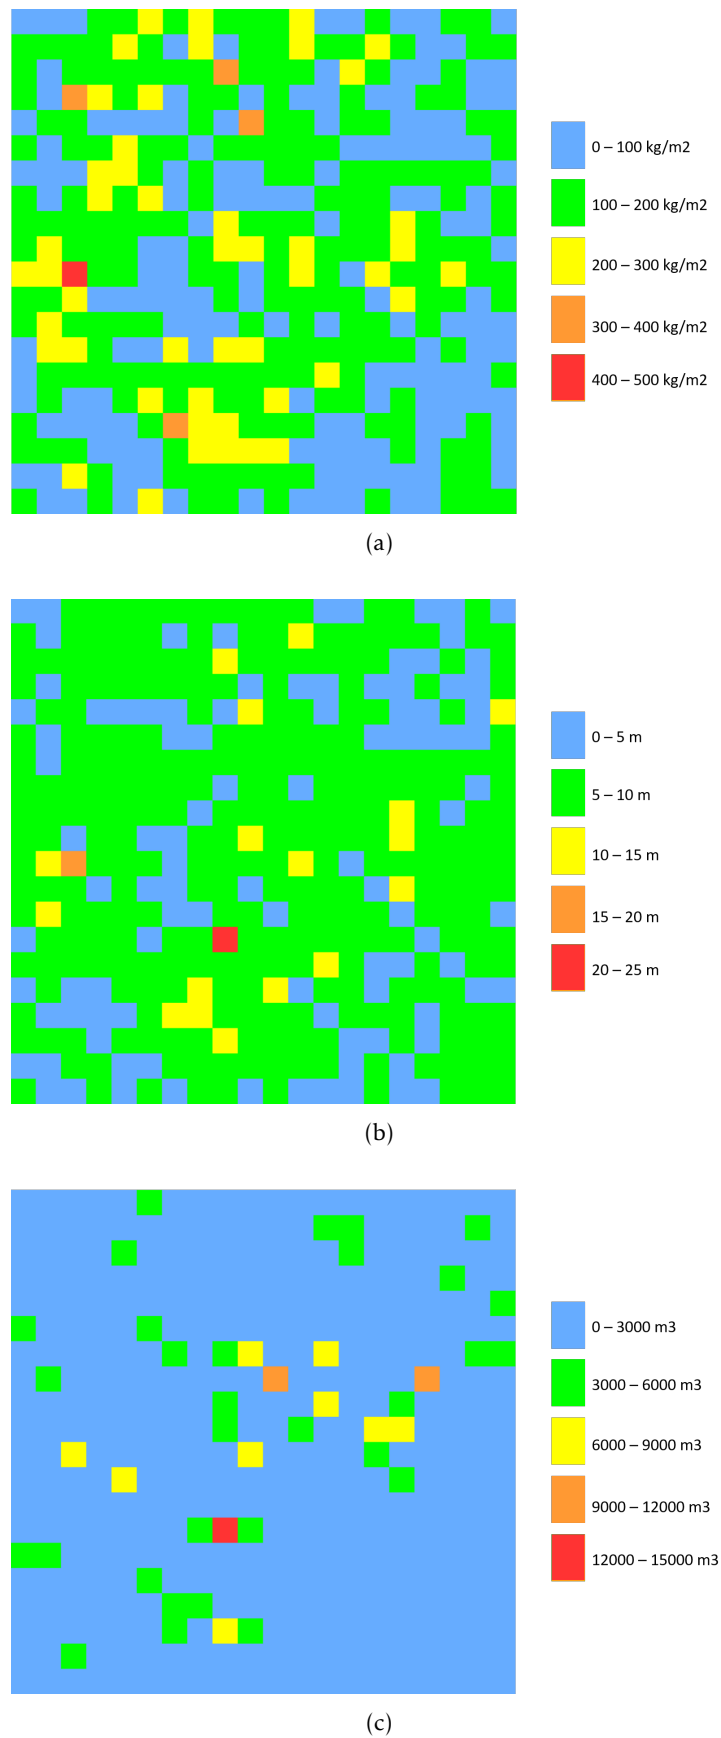 0 – 100 kg/m2
100 – 200 kg/m2
200 – 300 kg/m2
300 – 400 kg/m2
400 – 500 kg/m2
(a)
0 – 5 m
5 – 10 m
10 – 15 m
15 – 20 m
20 – 25 m
(b)
0 – 3000 m3
3000 – 6000 m3
6000 – 9000 m3
9000 – 12000 m3
12000 – 15000 m3
(c)